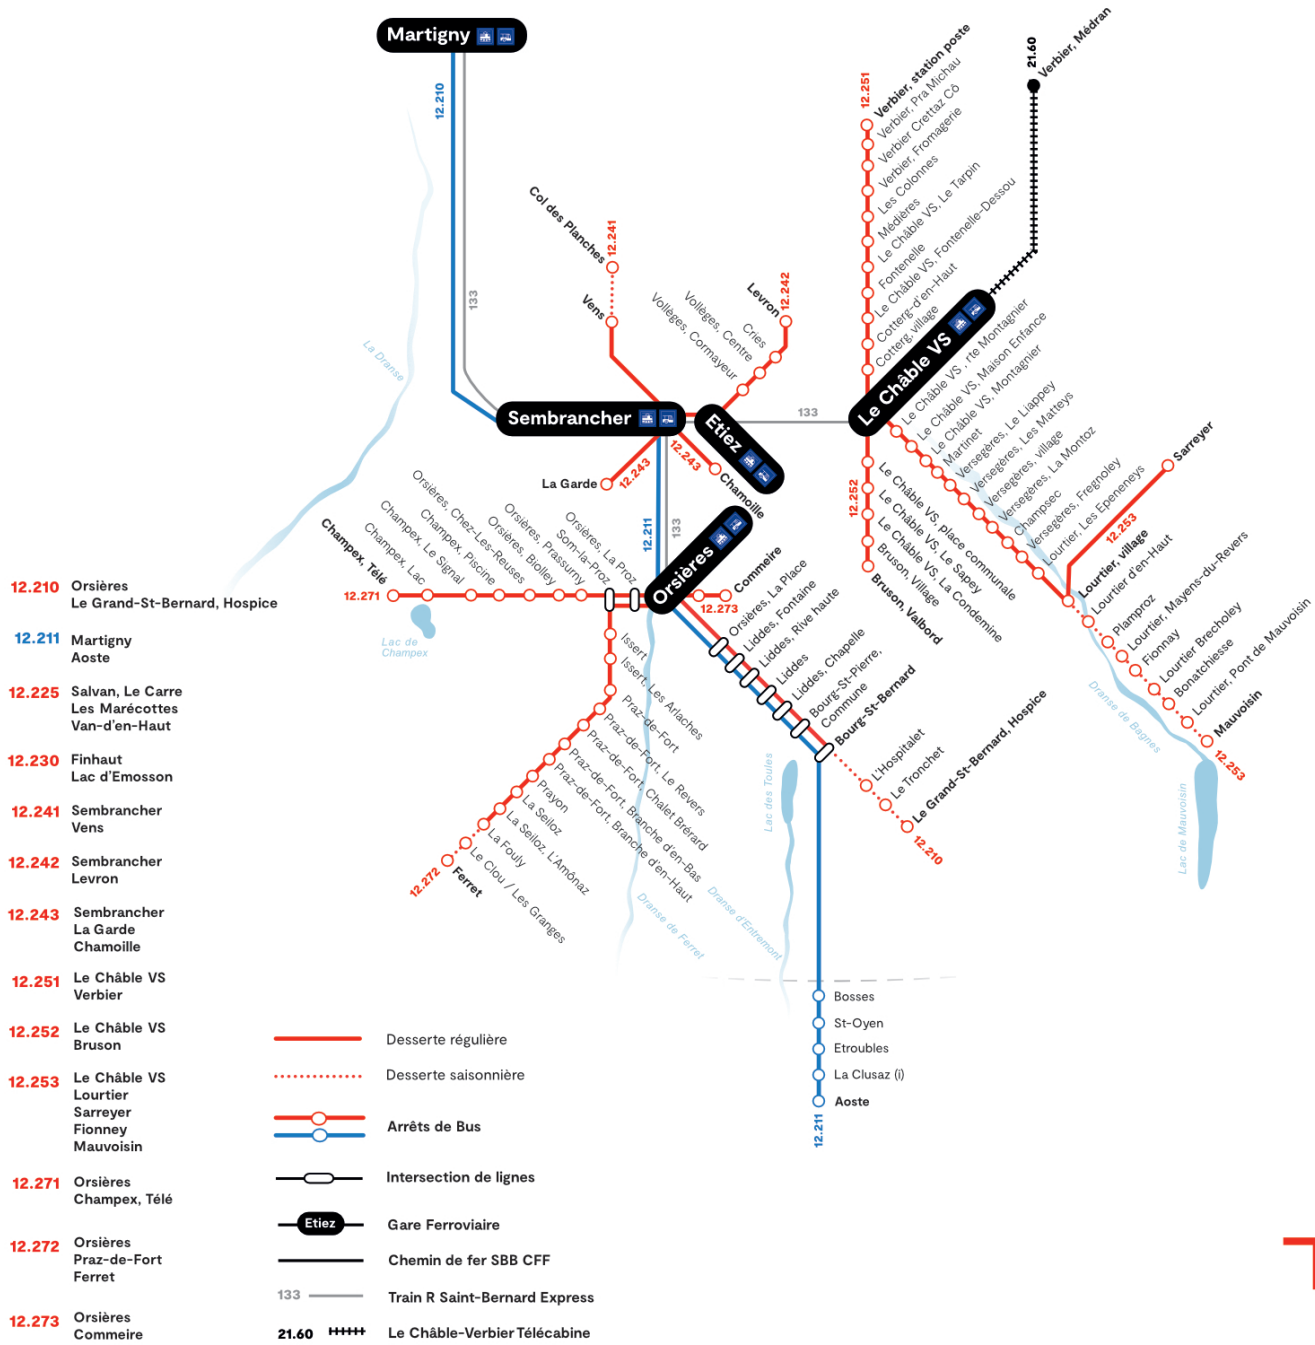 Martigny
12.210
133
La Dranse
Col des Planches
12.241
Vens
Vollèges, Cormayeur
Vollèges, Centre
Cries
Levron
12.242
12.251
Verbier, station poste
Verbier, Pra Michau
Verbier Crettaz Cô
Verbier, Fromagerie
Les Colonnes
Médières
Le Châble VS, Le Tarpin
Fontenelle
Le Châble VS, Fontenelle-Dessou
Cotterg-d'en-Haut
Cotterg, village
21.60
Verbier, Médran
Sembrancher
Etiez
133
Le Châble VS
Le Châble VS , rte Montagnier
Le Châble VS, Maison Enfance
Le Châble VS, Montagnier
Martinet
Versegères, Le Liappey
Versegères, Les Matteys
Versegères, village
Versegères, La Montoz
Champsec
Versegères, Fregnoley
Lourtier, Les Epeneneys
Sarreyer
12.253
Lourtier, village
Lourtier d'en-Haut
Plamproz
Lourtier, Mayens-du-Revers
Fionnay
Lourtier Brecholey
Bonatchiesse
Lourtier, Pont de Mauvoisin
Mauvoisin
12.253
Dranse de Bagnes
Lac de Mauvoisin
La Garde
12.243
12.243
Chamoille
12.252
Le Châble VS, place communale
Le Châble VS, Le Sapey
Le Châble VS, La Condemine
Bruson, Village
Bruson, Valbord
12.211
133
Orsières
Commeire
12.273
12.271
Champex, Télé
Champex, Lac
Champex, Le Signal
Champex, Piscine
Orsières, Chez-Les-Reuses
Orsières, Biolley
Orsières, Prassurny
Som-la-Proz
Orsières, La Proz
Lac de
Champex
Issert
Issert, Les Arlaches
Praz-de-Fort
Praz-de-Fort, Le Revers
Praz-de-Fort, Chalet Brérard
Praz-de-Fort, Branche d'en-Bas
Praz-de-Fort, Branche d'en-Haut
Prayon
La Seiloz
La Seiloz, L'Amônaz
La Fouly
Le Clou / Les Granges
Ferret
12.272
Orsières, La Place
Liddes, Fontaine
Liddes, Rive haute
Liddes
Liddes, Chapelle
Bourg-St-Pierre,
Commune
Bourg-St-Bernard
L'Hospitalet
Le Tronchet
Le Grand-St-Bernard, Hospice
12.210
Lac des Toules
Dranse d'Entremont
Dranse de Ferret
Bosses
St-Oyen
Etroubles
La Clusaz (i)
Aoste
12.211
12.210 Orsières
Le Grand-St-Bernard, Hospice
12.211 Martigny
Aoste
12.225 Salvan, Le Carre
Les Marécottes
Van-d'en-Haut
12.230 Finhaut
Lac d'Emosson
12.241 Sembrancher
Vens
12.242 Sembrancher
Levron
12.243 Sembrancher
La Garde
Chamoille
12.251 Le Châble VS
Verbier
12.252 Le Châble VS
Bruson
12.253 Le Châble VS
Lourtier
Sarreyer
Fionney
Mauvoisin
12.271 Orsières
Champex, Télé
12.272 Orsières
Praz-de-Fort
Ferret
12.273 Orsières
Commeire
Desserte régulière
Desserte saisonnière
Arrêts de Bus
Intersection de lignes
Etiez Gare Ferroviaire
Chemin de fer SBB CFF
133 Train R Saint-Bernard Express
21.60 Le Châble-Verbier Télécabine